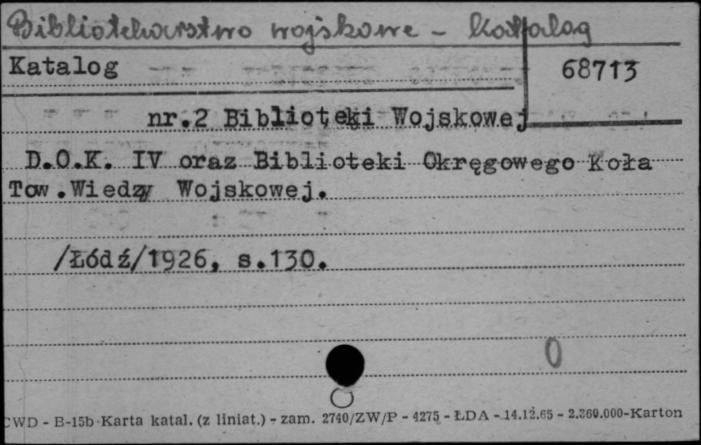 Bibliotekarstwo wojskowe - Katalog
Katalog
68713
nr.2 Biblioteki Wojskowej
D.O.K. IV oraz Biblioteki Okręgowego Koła
Tow.Wiedzy Wojskowej.
/Łódź/1926, s.130.
0
CWD - B-15b Karta katal. (z liniat.) - zam. 2740/ZW/P - 4275 - ŁDA - 14.12.65 - 2.360.000-Karton